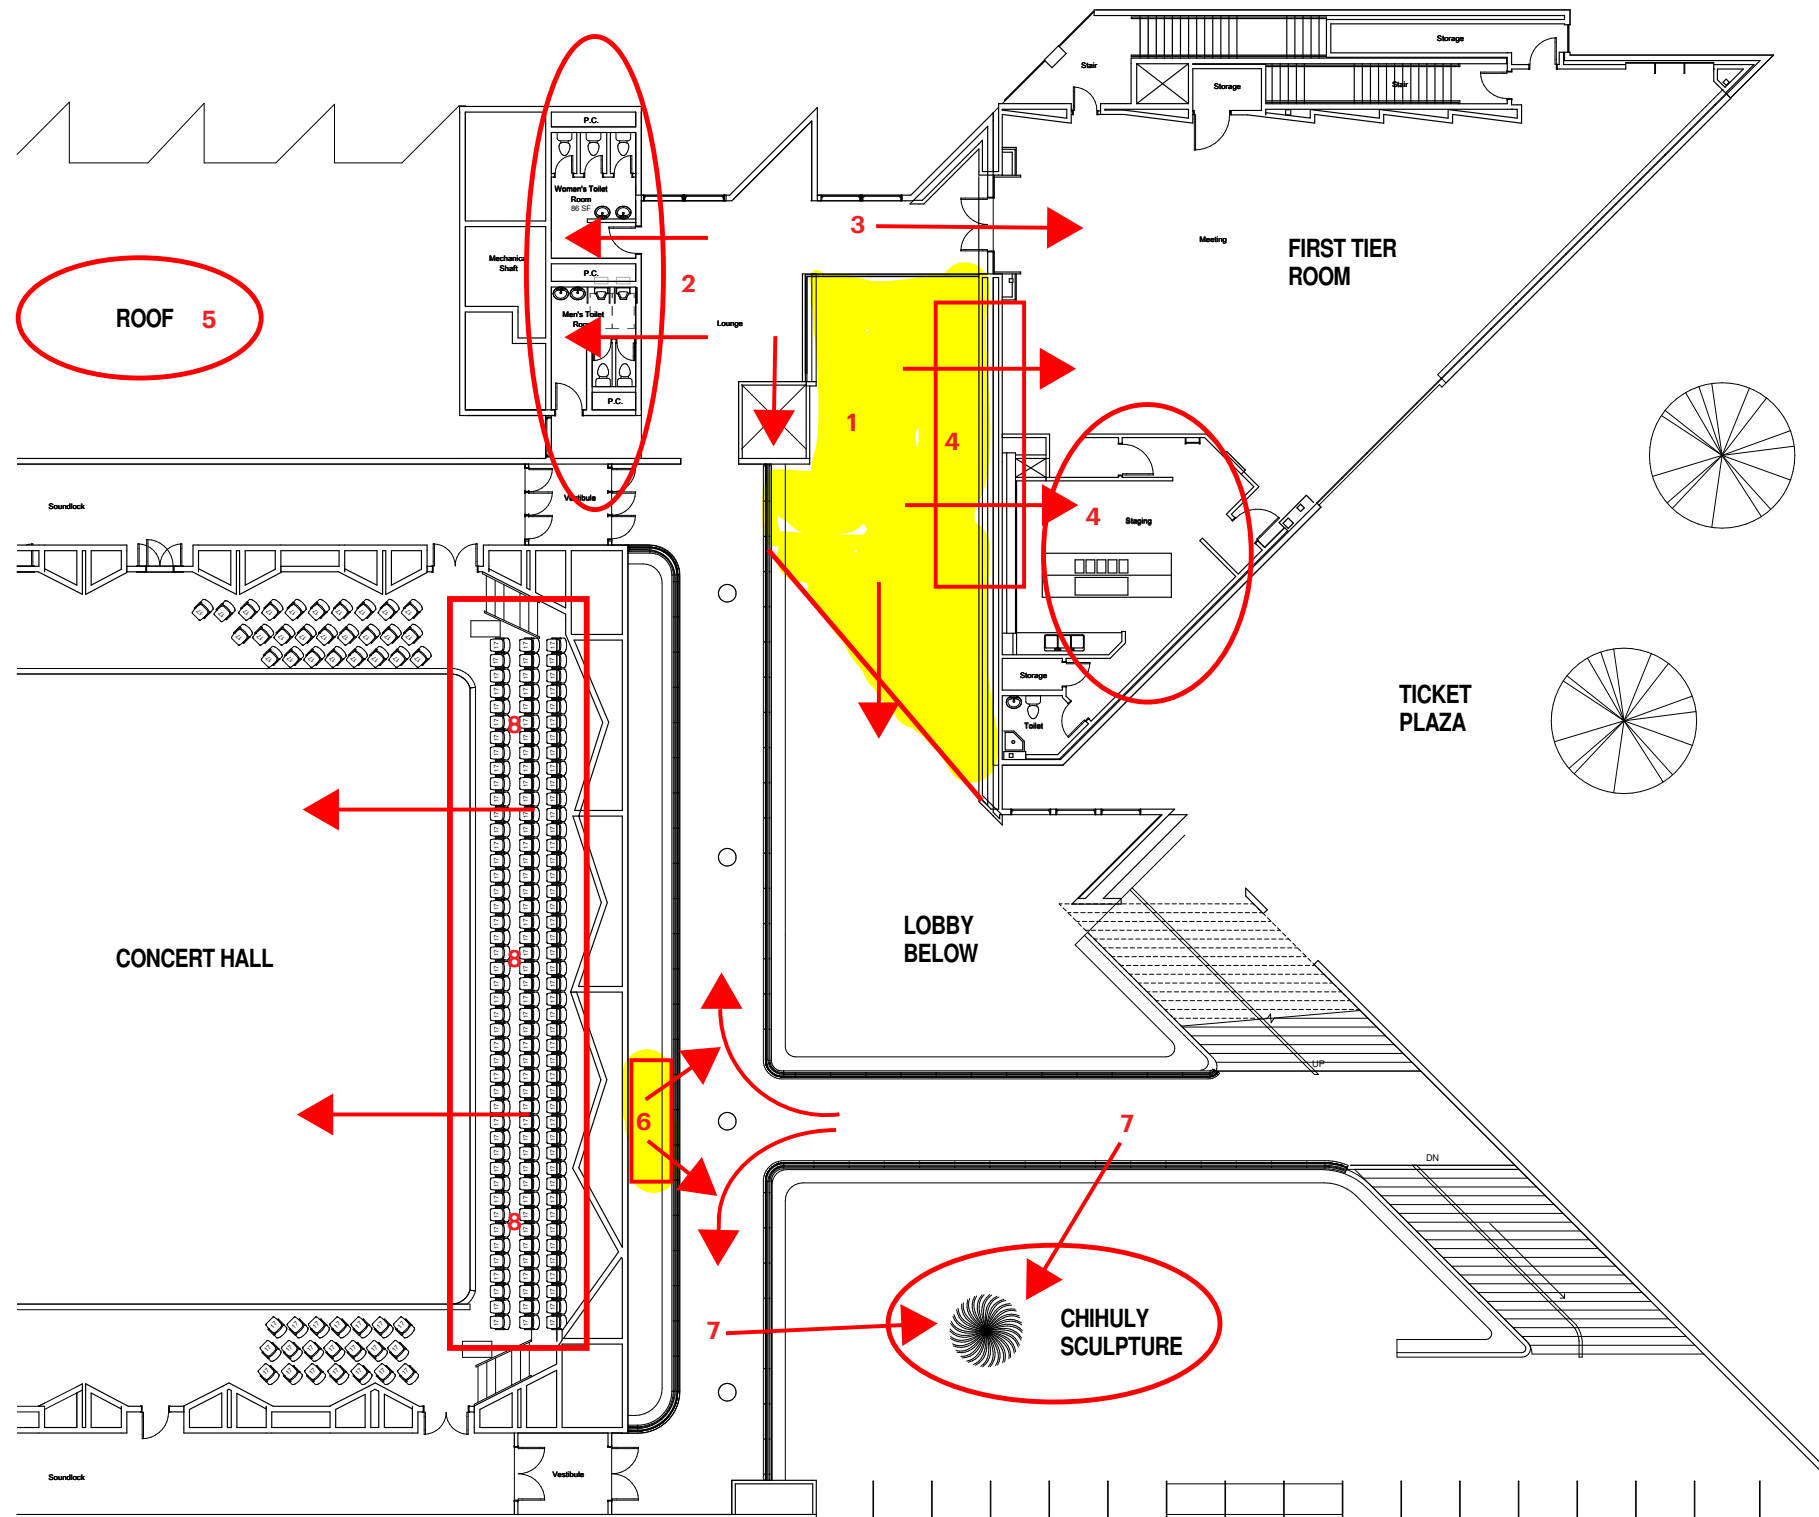 Storage
Stair
Storage
Stair
P.C.
Women's Toilet
Room
86 SF
3
Meeting
FIRST TIER
ROOM
Mechanical
Shaft
P.C.
2
ROOF
5
Men's Toilet
Room
Lounge
P.C.
1
4
Soundlock
Vestibule
4
Staging
Storage
Toilet
TICKET
PLAZA
8
LOBBY
BELOW
CONCERT HALL
8
UP
6
7
DN
8
7
CHIHULY
SCULPTURE
Soundlock
Vestibule